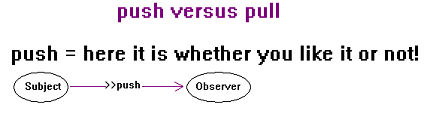 push versus pull
push = here it is whether you like it or not!
Subject >>push Observer